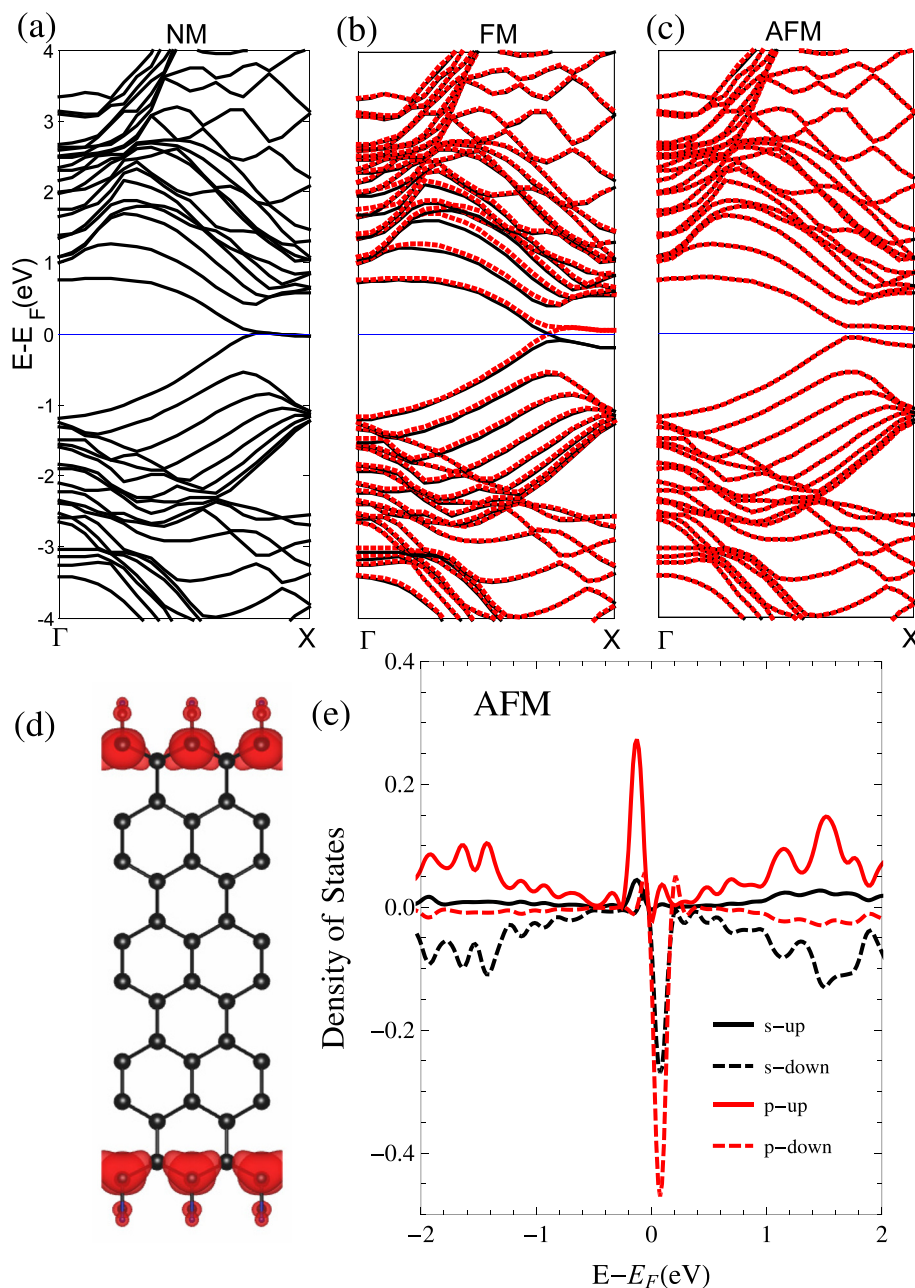 (a) NM (b) FM (c) AFM
4
3
2
1
0
-1
-2
-3
-4
E-E_F(eV)
Γ X Γ X Γ X
(d)
(e)
AFM
0.4
0.2
0.0
−0.2
−0.4
Density of States
s−up
s−down
p−up
p−down
−2 −1 0 1 2
E−E_F(eV)